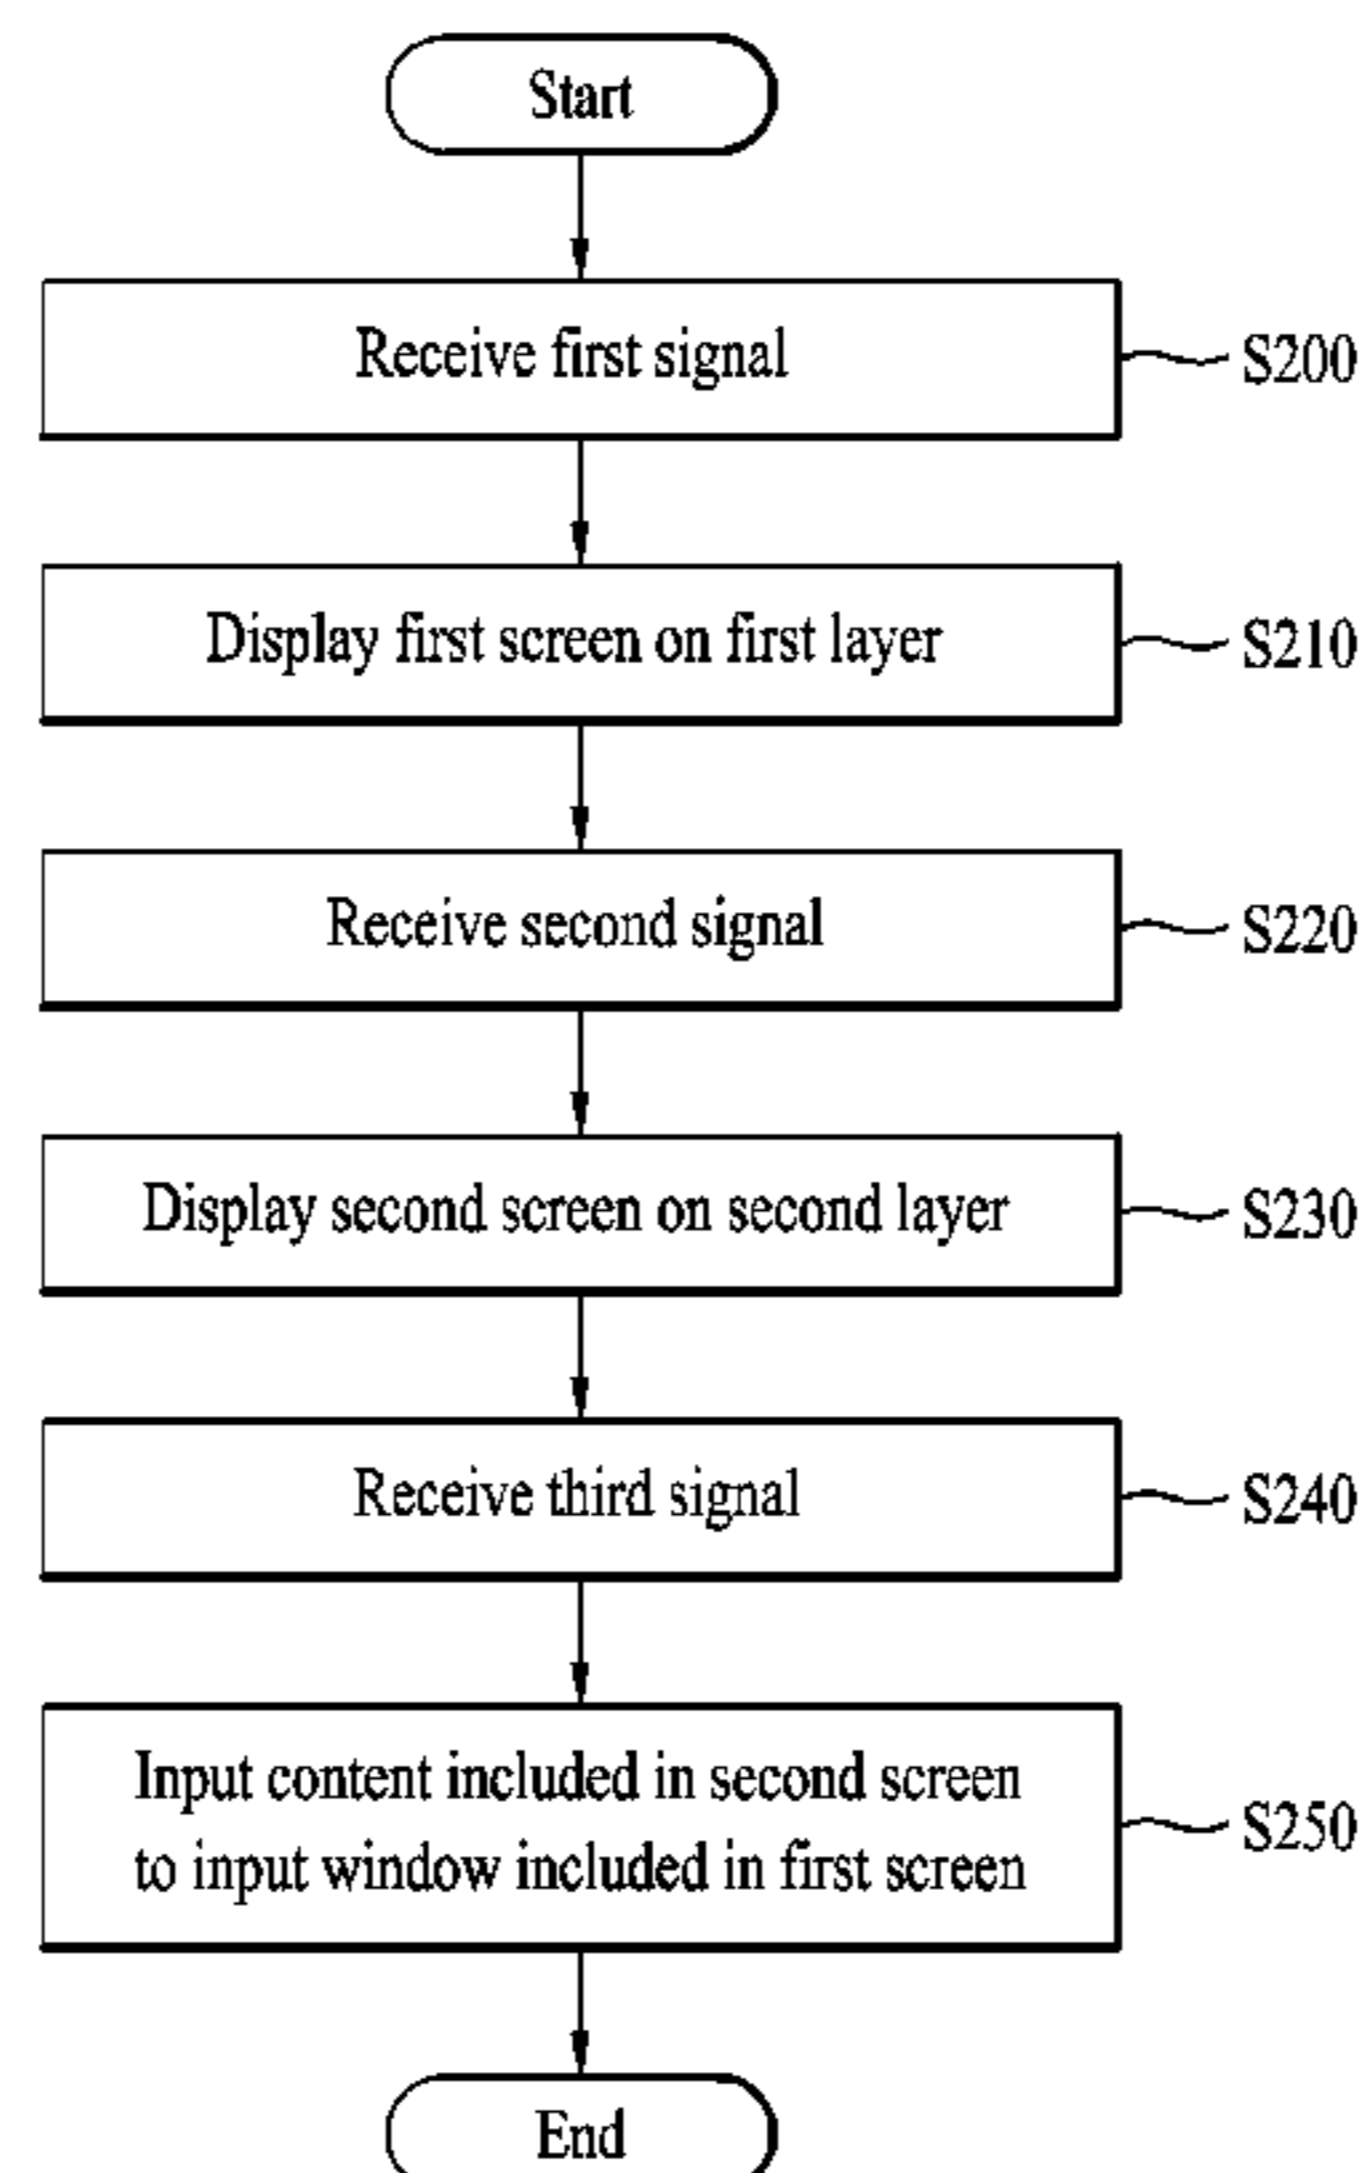 Start
Receive first signal
S200
Display first screen on first layer
S210
Receive second signal
S220
Display second screen on second layer
S230
Receive third signal
S240
Input content included in second screen
to input window included in first screen
S250
End